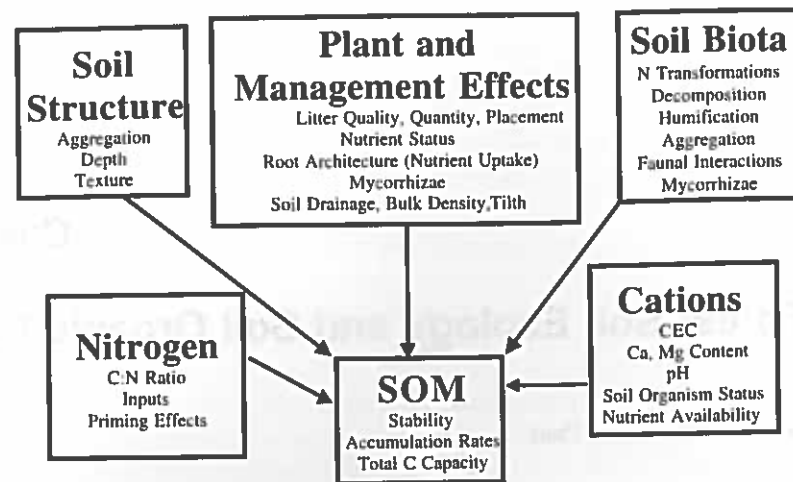 Soil
Structure
Aggregation
Depth
Texture
Plant and
Management Effects
Litter Quality, Quantity, Placement
Nutrient Status
Root Architecture (Nutrient Uptake)
Mycorrhizae
Soil Drainage, Bulk Density,Tilth
Soil Biota
N Transformations
Decomposition
Humification
Aggregation
Faunal Interactions
Mycorrhizae
Nitrogen
C:N Ratio
Inputs
Priming Effects
SOM
Stability
Accumulation Rates
Total C Capacity
Cations
CEC
Ca, Mg Content
pH
Soil Organism Status
Nutrient Availability